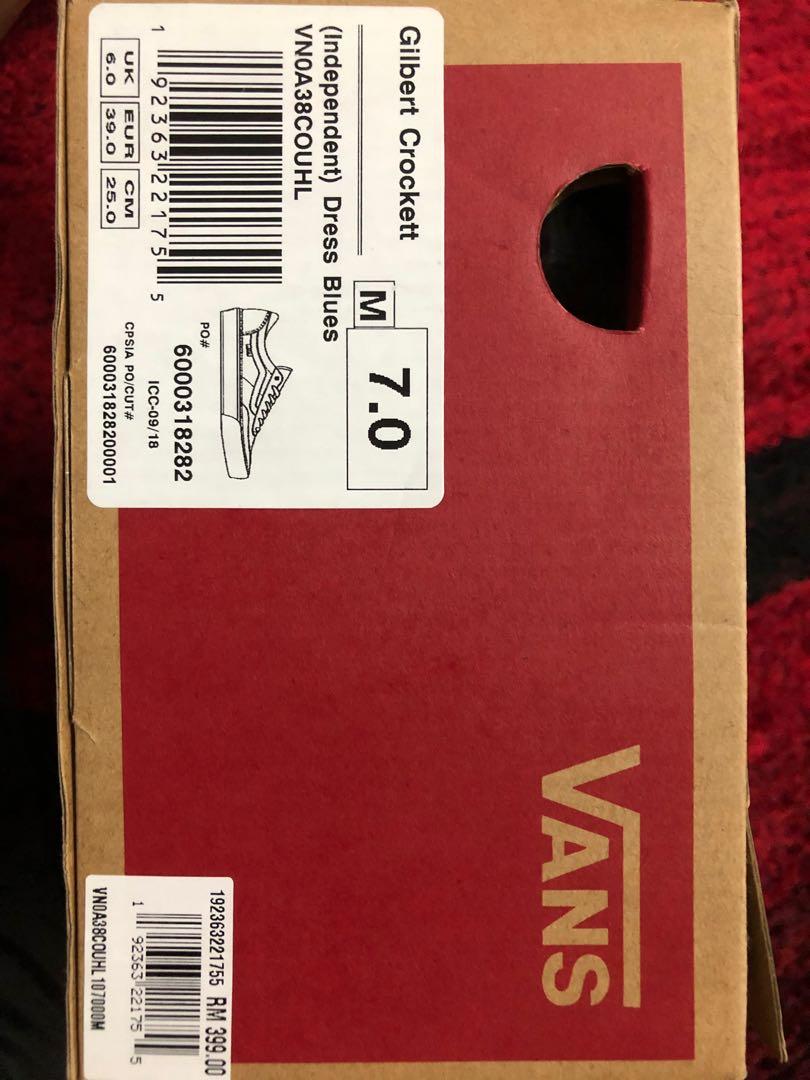 Gilbert Crockett
M 7.0
(Independent) Dress Blues
VN0A38COUHL
1 92363 22175 5
PO#
6000318282
ICC-09/18
UK EUR CM
6.0 39.0 25.0
CPSIA PO/CUT#
600031828200001
VANS
192363221755 RM 399.00
1 92363 22175 5
VN0A38COUHL107000M